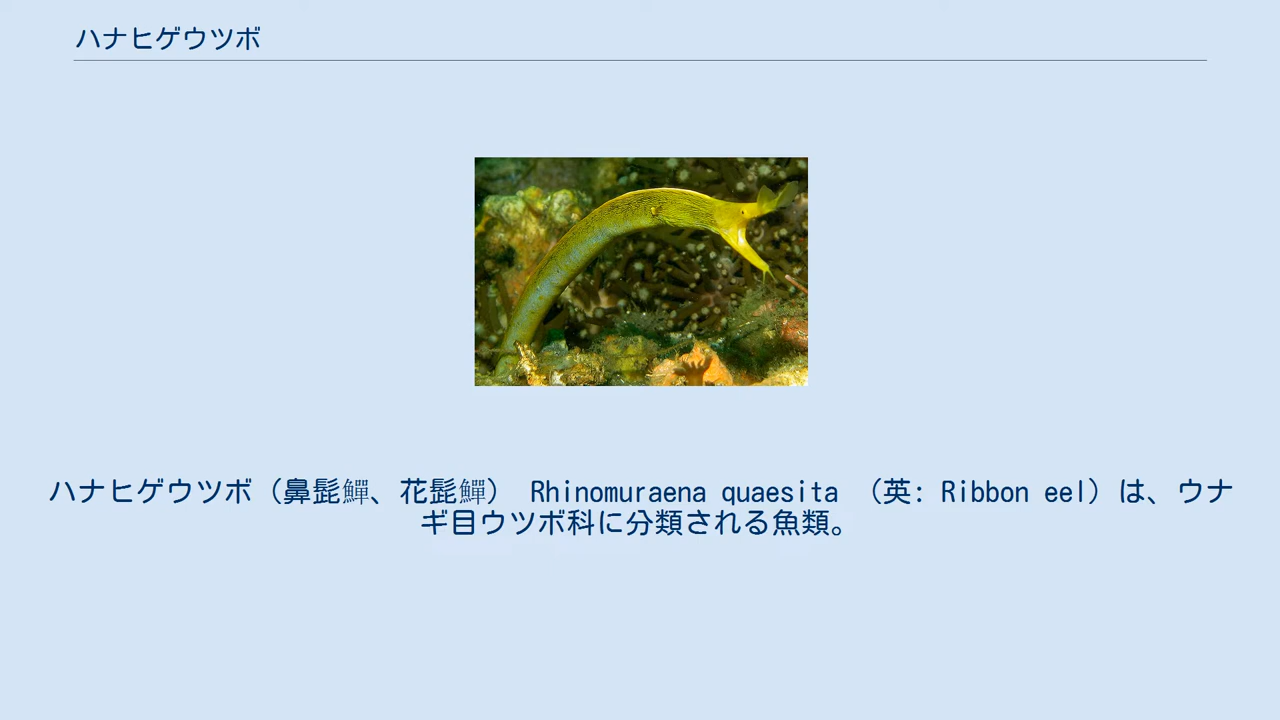 ハナヒゲウツボ
ハナヒゲウツボ（鼻髭鱓、花髭鱓） Rhinomuraena quaesita （英: Ribbon eel）は、ウナ
ギ目ウツボ科に分類される魚類。